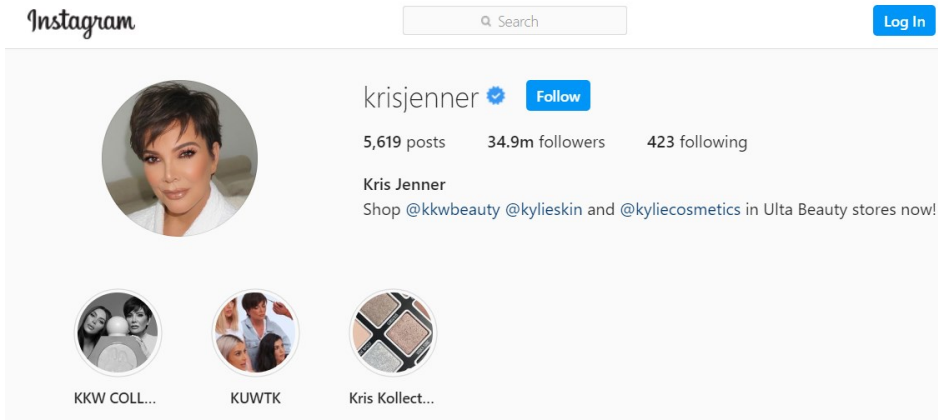 Instagram
Search
Log In
krisjenner Follow
5,619 posts 34.9m followers 423 following
Kris Jenner
Shop @kkwbeauty @kylieskin and @kyliecosmetics in Ulta Beauty stores now!
KKW COLL... KUWTK Kris Kollect...